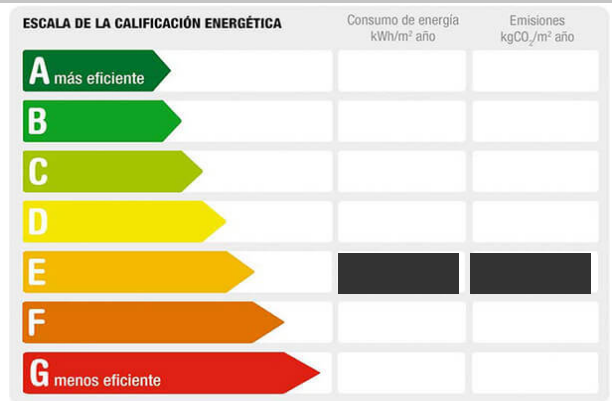 ESCALA DE LA CALIFICACIÓN ENERGÉTICA
Consumo de energía
kWh/m² año
Emisiones
kgCO₂/m² año
A más eficiente
B
C
D
E
F
G menos eficiente